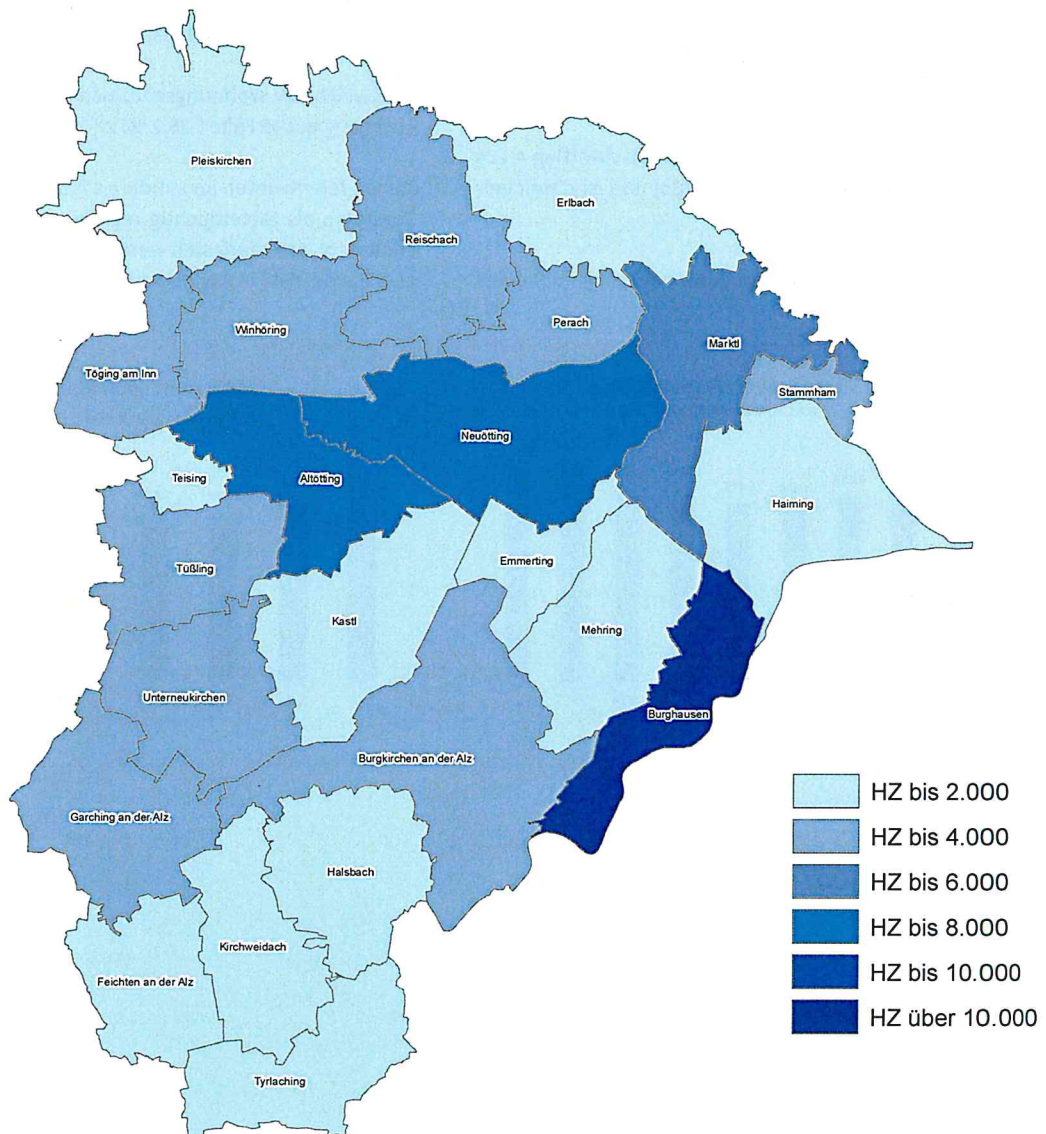 Pleiskirchen
Erlbach
Reischach
Winhöring
Perach
Marktl
Töging am Inn
Stammham
Neuötting
Teising
Altötting
Haiming
Emmerting
Tüßling
Kastl
Mehring
Unterneukirchen
Burghausen
Burgkirchen an der Alz
Garching an der Alz
Halsbach
Kirchweidach
Feichten an der Alz
Tyrlaching
HZ bis 2.000
HZ bis 4.000
HZ bis 6.000
HZ bis 8.000
HZ bis 10.000
HZ über 10.000